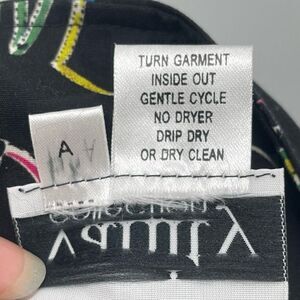 TURN GARMENT
INSIDE OUT
GENTLE CYCLE
NO DRYER
DRIP DRY
OR DRY CLEAN
A